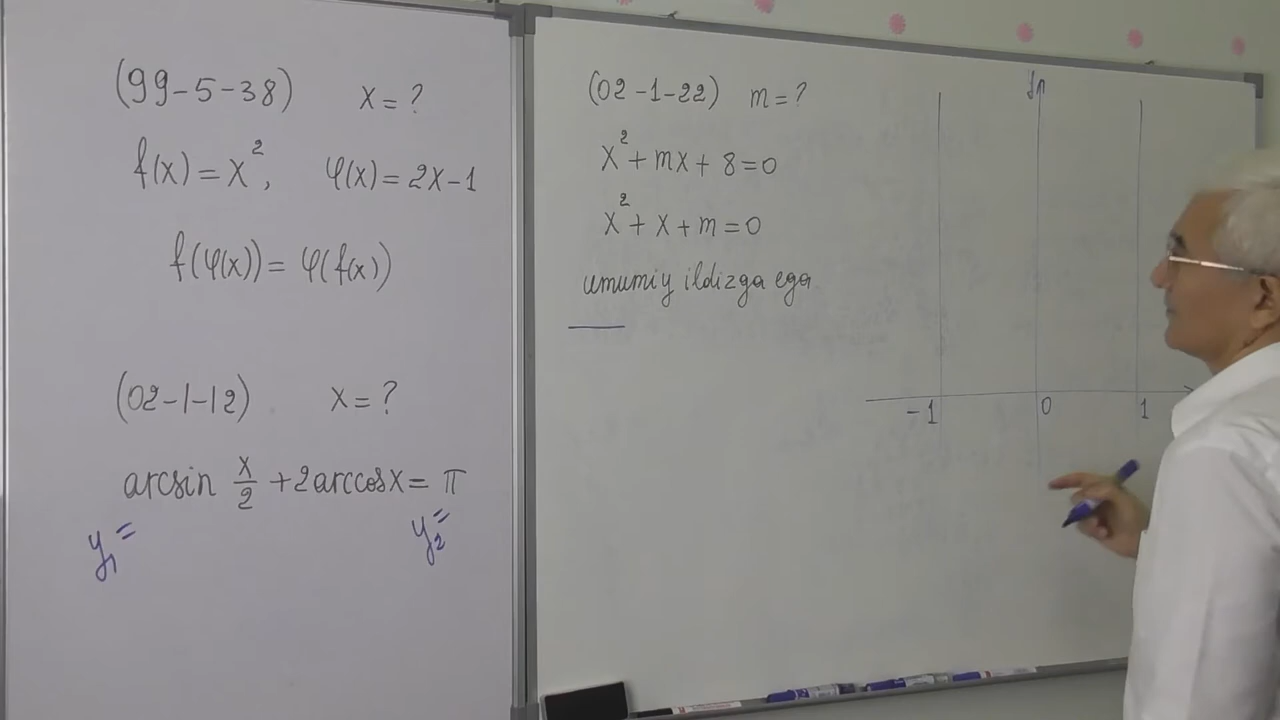 (99-5-38) x=?
f(x)=x², φ(x)=2x-1
f(φ(x))=φ(f(x))
(02-1-12) x=?
arcsin x/2 +2arccosx=π
y₁= y₂=
(02-1-22) m=?
x²+mx+8=0
x²+x+m=0
umumiy ildizga ega
-1 0 1